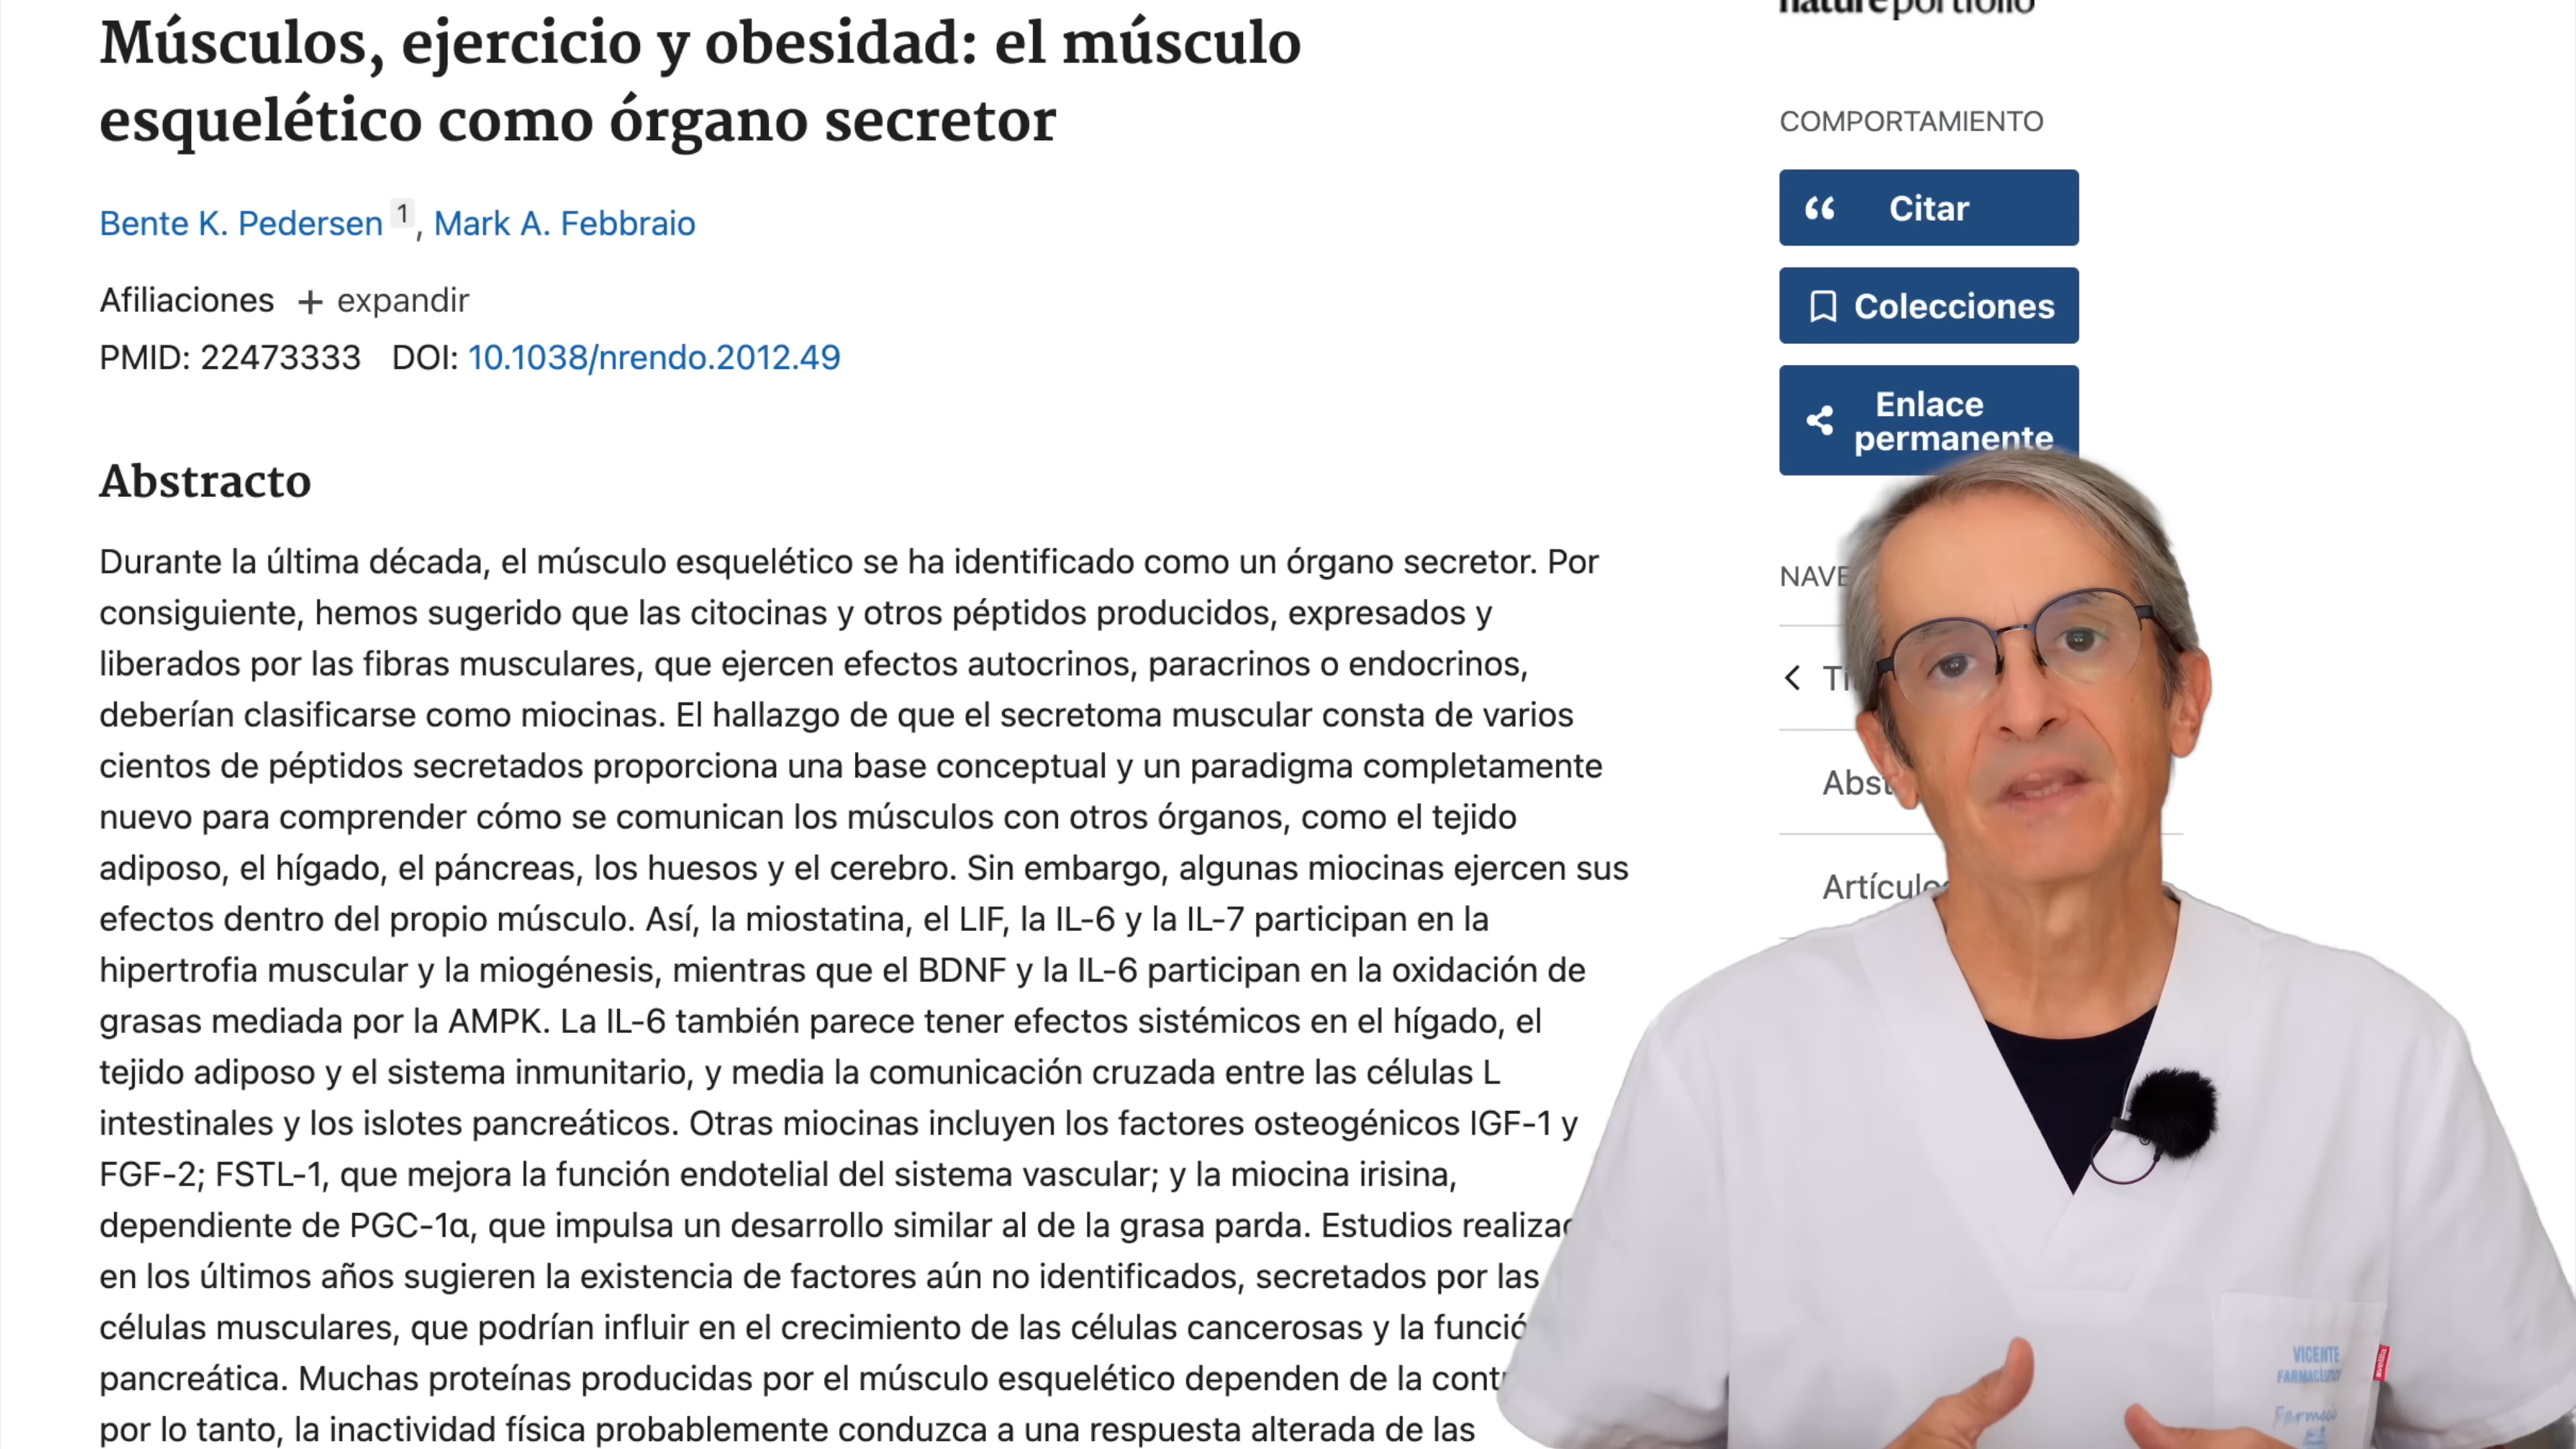 Músculos, ejercicio y obesidad: el músculo
esquelético como órgano secretor
Bente K. Pedersen 1, Mark A. Febbraio
Afiliaciones + expandir
PMID: 22473333 DOI: 10.1038/nrendo.2012.49
Abstracto
Durante la última década, el músculo esquelético se ha identificado como un órgano secretor. Por
consiguiente, hemos sugerido que las citocinas y otros péptidos producidos, expresados y
liberados por las fibras musculares, que ejercen efectos autocrinos, paracrinos o endocrinos,
deberían clasificarse como miocinas. El hallazgo de que el secretoma muscular consta de varios
cientos de péptidos secretados proporciona una base conceptual y un paradigma completamente
nuevo para comprender cómo se comunican los músculos con otros órganos, como el tejido
adiposo, el hígado, el páncreas, los huesos y el cerebro. Sin embargo, algunas miocinas ejercen sus
efectos dentro del propio músculo. Así, la miostatina, el LIF, la IL-6 y la IL-7 participan en la
hipertrofia muscular y la miogénesis, mientras que el BDNF y la IL-6 participan en la oxidación de
grasas mediada por la AMPK. La IL-6 también parece tener efectos sistémicos en el hígado, el
tejido adiposo y el sistema inmunitario, y media la comunicación cruzada entre las células L
intestinales y los islotes pancreáticos. Otras miocinas incluyen los factores osteogénicos IGF-1 y
FGF-2; FSTL-1, que mejora la función endotelial del sistema vascular; y la miocina irisina,
dependiente de PGC-1α, que impulsa un desarrollo similar al de la grasa parda. Estudios
en los últimos años sugieren la existencia de factores aún no identificados, secretados por las
células musculares, que podrían influir en el crecimiento de las células cancerosas y la
pancreática. Muchas proteínas producidas por el músculo esquelético dependen de la
por lo tanto, la inactividad física probablemente conduzca a una respuesta alterada de las
nature portfolio
COMPORTAMIENTO
Citar
Colecciones
Enlace
permanente
VICENTE
FARMACÉUTICO